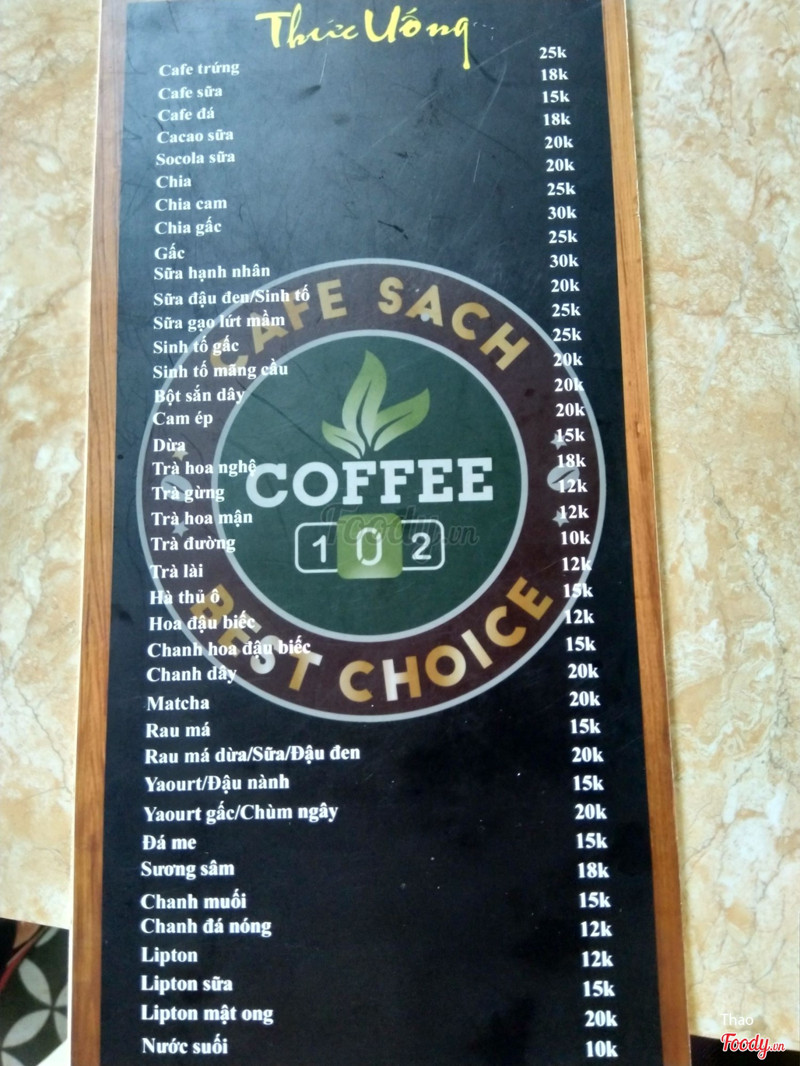 Thức Uống
Cafe trứng 25k
Cafe sữa 18k
Cafe đá 15k
Cacao sữa 18k
Socola sữa 20k
Chia 20k
Chia cam 25k
Chia gấc 30k
Gấc 25k
Sữa hạnh nhân 30k
Sữa đậu đen/Sinh tố 20k
Sữa gạo lứt mầm 25k
Sinh tố gấc 25k
Sinh tố mãng cầu 20k
Bột sắn dây 20k
Cam ép 20k
Dừa 15k
Trà hoa nghệ 18k
Trà gừng 12k
Trà hoa mận 12k
Trà đường 10k
Trà lài 12k
Hà thủ ô 15k
Hoa đậu biếc 12k
Chanh hoa đậu biếc 15k
Chanh dây 20k
Matcha 20k
Rau má 15k
Rau má dừa/Sữa/Đậu đen 20k
Yaourt/Đậu nành 15k
Yaourt gấc/Chùm ngây 20k
Đá me 15k
Sương sâm 18k
Chanh muối 15k
Chanh đá nóng 12k
Lipton 12k
Lipton sữa 15k
Lipton mật ong 20k
Nước suối 10k
CAFE SẠCH
COFFEE
102
BEST CHOICE
Foody.vn
Thao
Foody.vn